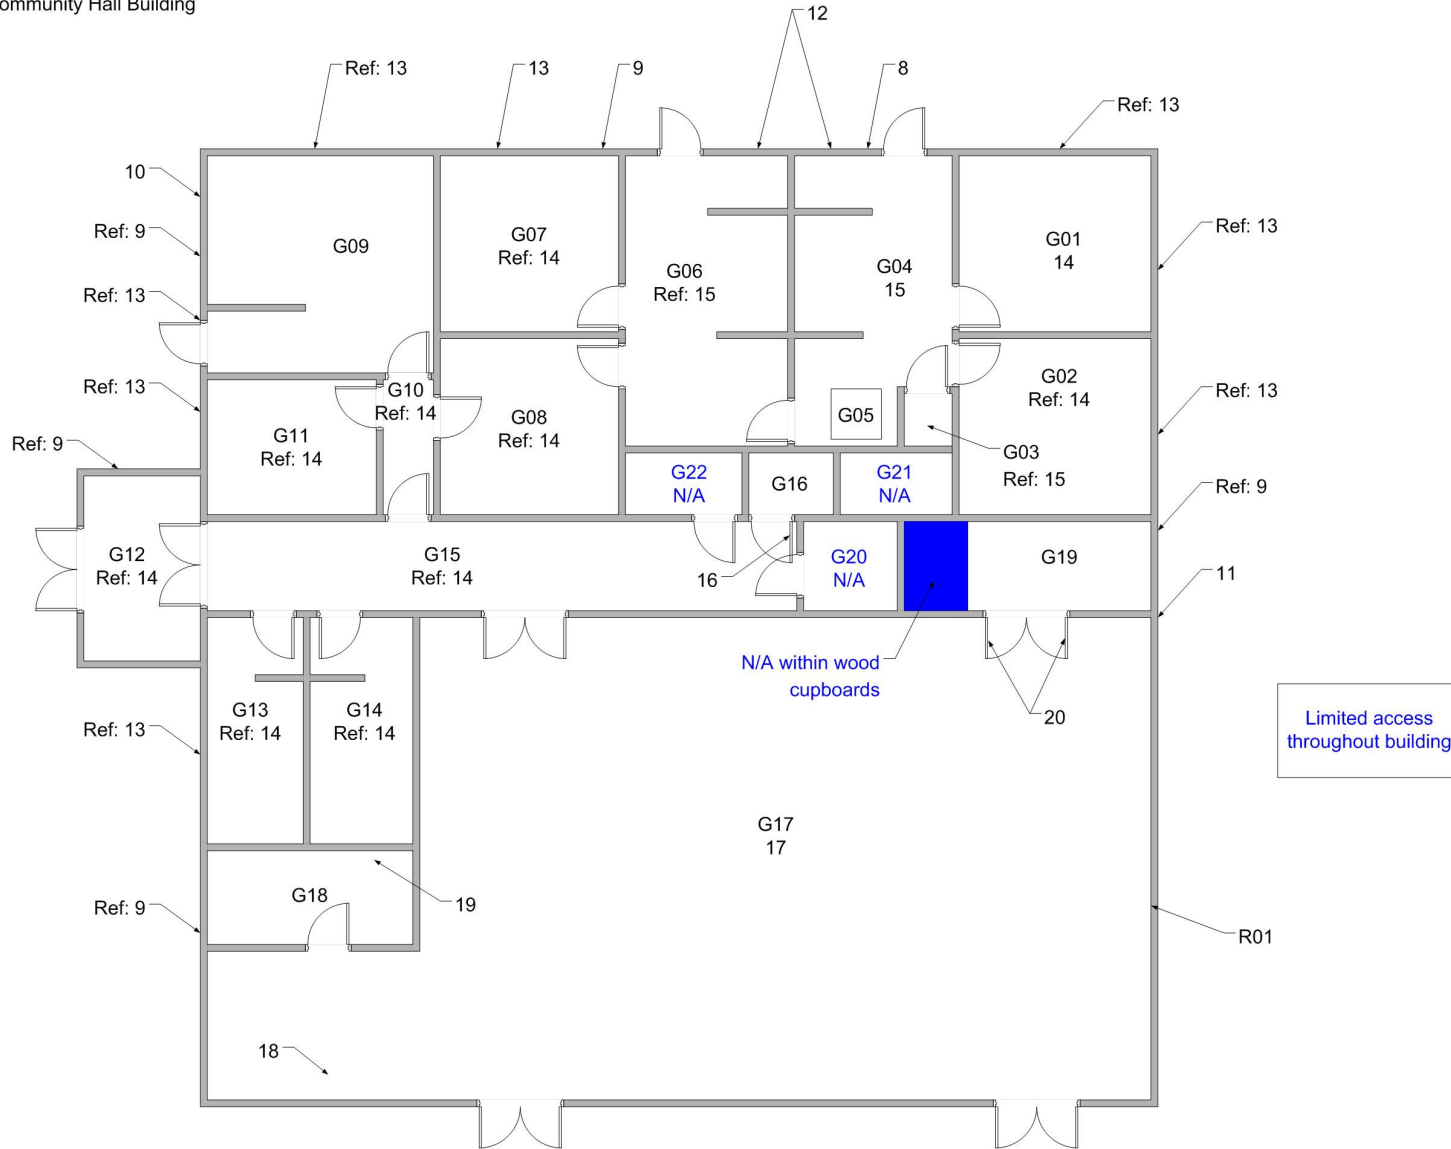 ommunity Hall Building
12
Ref: 13
13
9
8
Ref: 13
10
Ref: 9
Ref: 13
Ref: 13
Ref: 9
G09
G07
Ref: 14
G06
Ref: 15
G04
15
G01
14
Ref: 13
G10
Ref: 14
G11
Ref: 14
G08
Ref: 14
G05
G02
Ref: 14
Ref: 13
G03
Ref: 15
G22
N/A
G16
G21
N/A
Ref: 9
G12
Ref: 14
G15
Ref: 14
16
G20
N/A
G19
11
N/A within wood
cupboards
20
Limited access
throughout building
G13
Ref: 14
G14
Ref: 14
Ref: 13
G17
17
G18
19
Ref: 9
R01
18